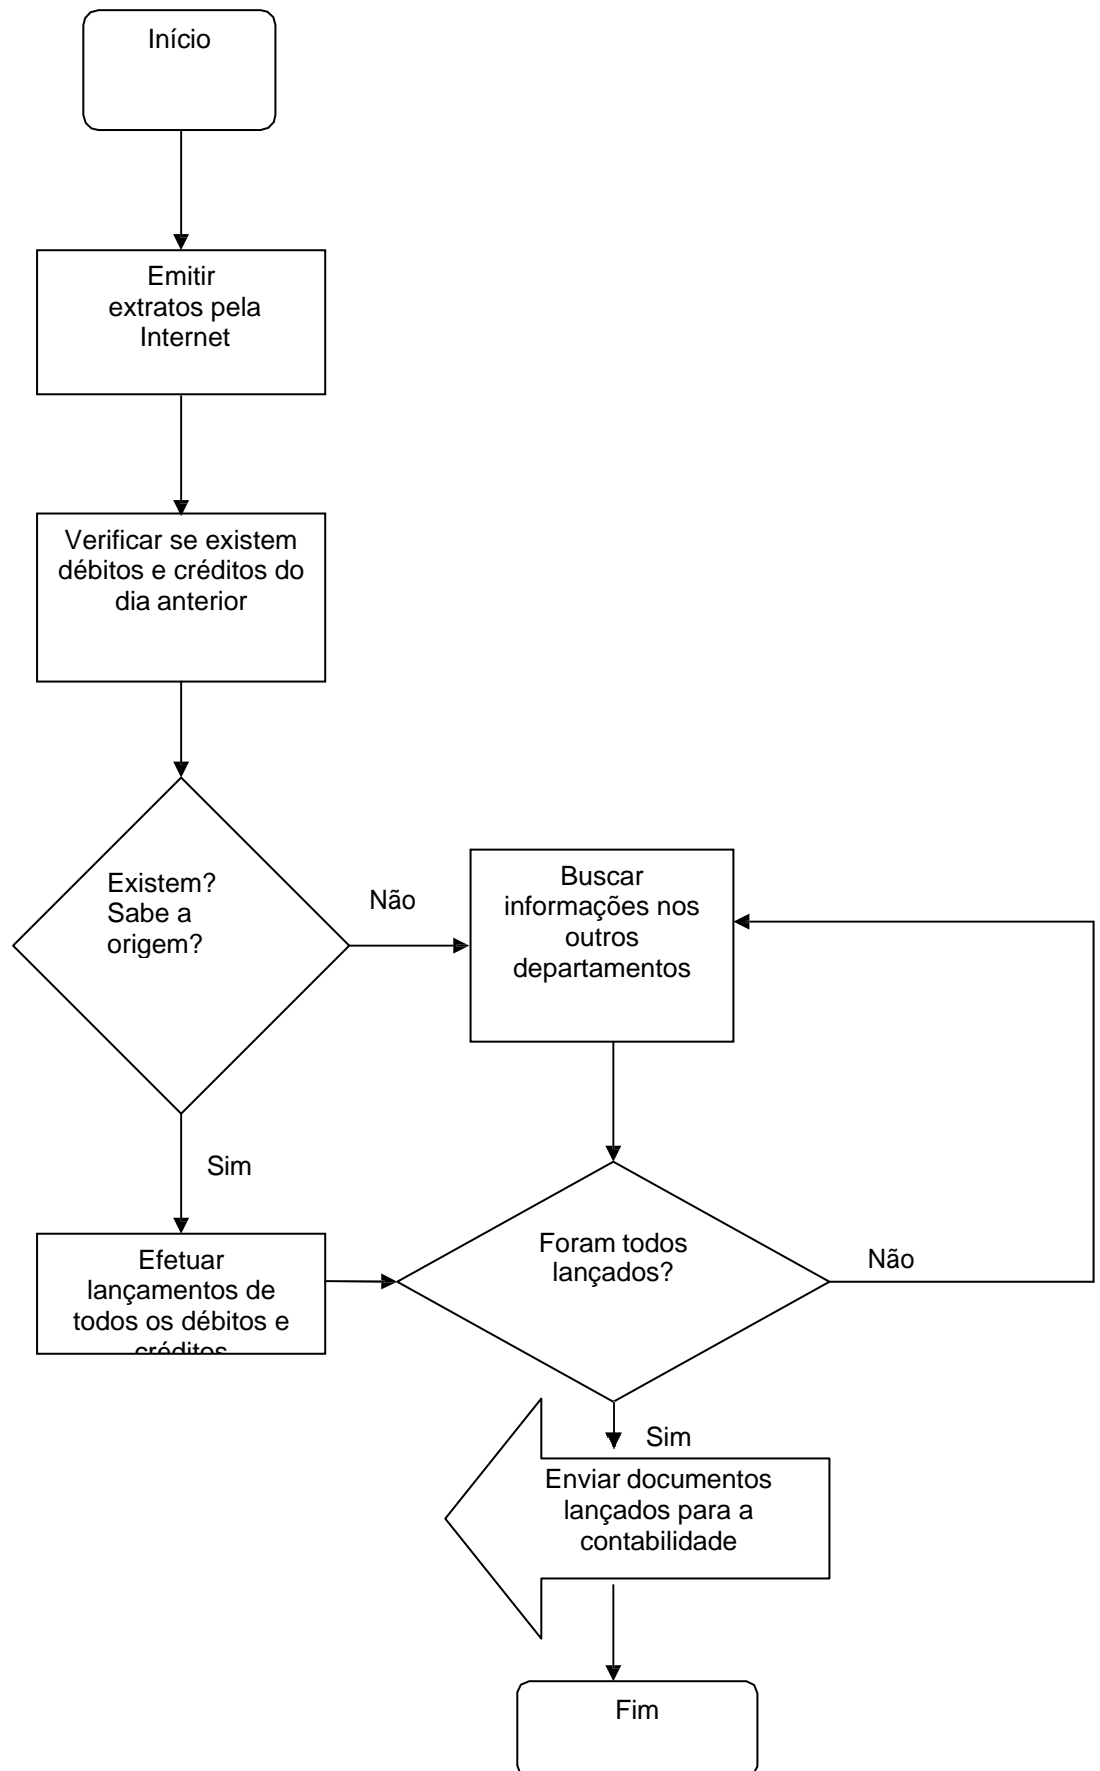 Início
Emitir
extratos pela
Internet
Verificar se existem
débitos e créditos do
dia anterior
Existem?
Sabe a
origem?
Não
Buscar
informações nos
outros
departamentos
Sim
Efetuar
lançamentos de
todos os débitos e
créditos
Foram todos
lançados?
Não
Sim
Enviar documentos
lançados para a
contabilidade
Fim